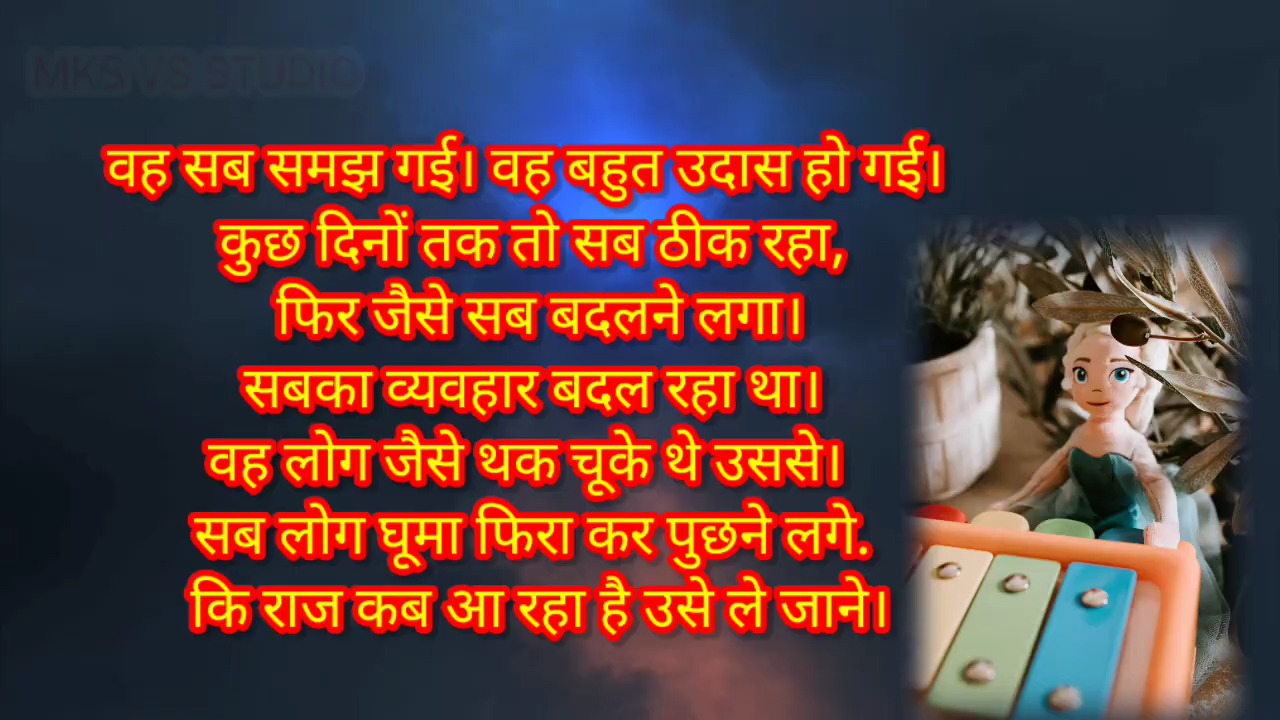 MKS VS STUDIO
वह सब समझ गई। वह बहुत उदास हो गई।
कुछ दिनों तक तो सब ठीक रहा,
फिर जैसे सब बदलने लगा।
सबका व्यवहार बदल रहा था।
वह लोग जैसे थक चूके थे उससे।
सब लोग घूमा फिरा कर पुछने लगे.
कि राज कब आ रहा है उसे ले जाने।